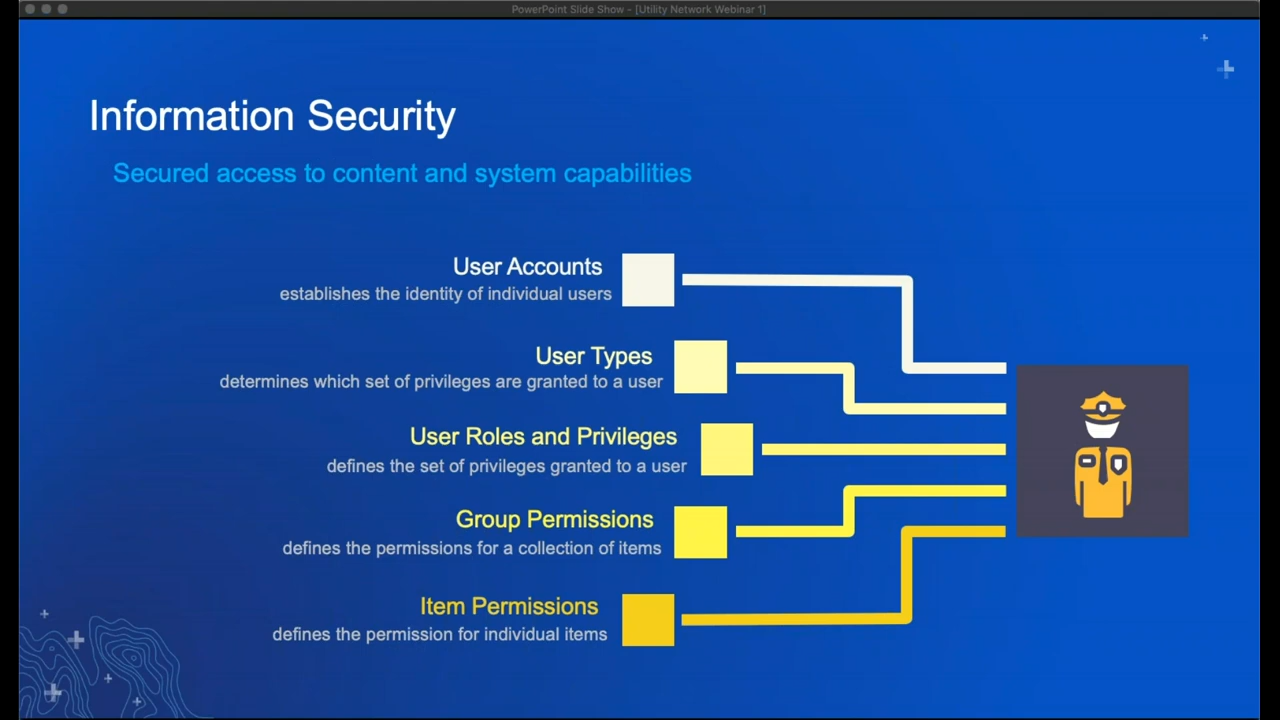 PowerPoint Slide Show - [Utility Network Webinar 1]
Information Security
Secured access to content and system capabilities
User Accounts
establishes the identity of individual users
User Types
determines which set of privileges are granted to a user
User Roles and Privileges
defines the set of privileges granted to a user
Group Permissions
defines the permissions for a collection of items
Item Permissions
defines the permission for individual items